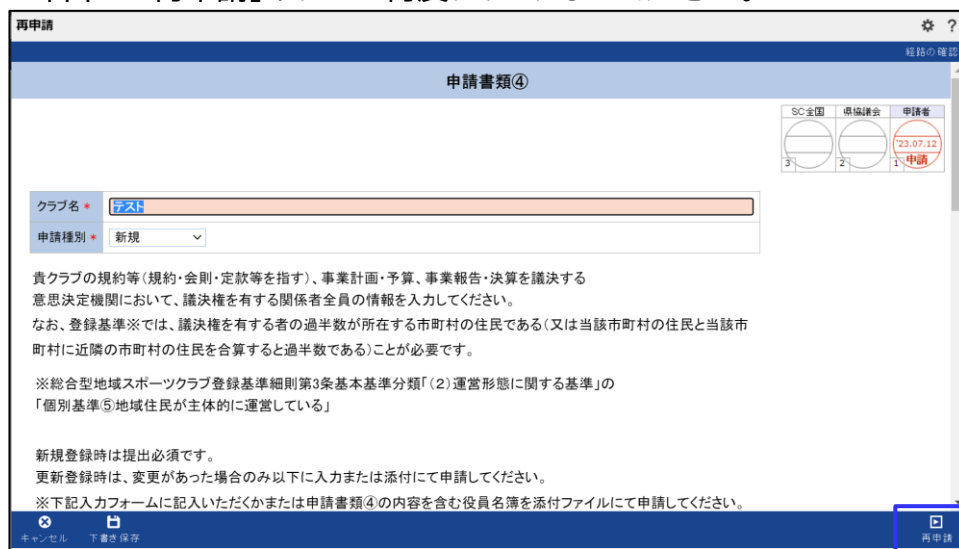 再申請
?
経路の確認
申請書類④
SC全国 県協議会 申請者
'23.07.12
申請
3 2 1
クラブ名 * テスト
申請種別 * 新規
貴クラブの規約等(規約・会則・定款等を指す)、事業計画・予算、事業報告・決算を議決する
意思決定機関において、議決権を有する関係者全員の情報を入力してください。
なお、登録基準※では、議決権を有する者の過半数が所在する市町村の住民である(又は当該市町村の住民と当該市
町村に近隣の市町村の住民を合算すると過半数である)ことが必要です。
※総合型地域スポーツクラブ登録基準細則第3条基本基準分類「(2)運営形態に関する基準」の
「個別基準⑤地域住民が主体的に運営している」
新規登録時は提出必須です。
更新登録時は、変更があった場合のみ以下に入力または添付にて申請してください。
※下記入力フォームに記入いただくかまたは申請書類④の内容を含む役員名簿を添付ファイルにて申請してください。
キャンセル 下書き保存 再申請